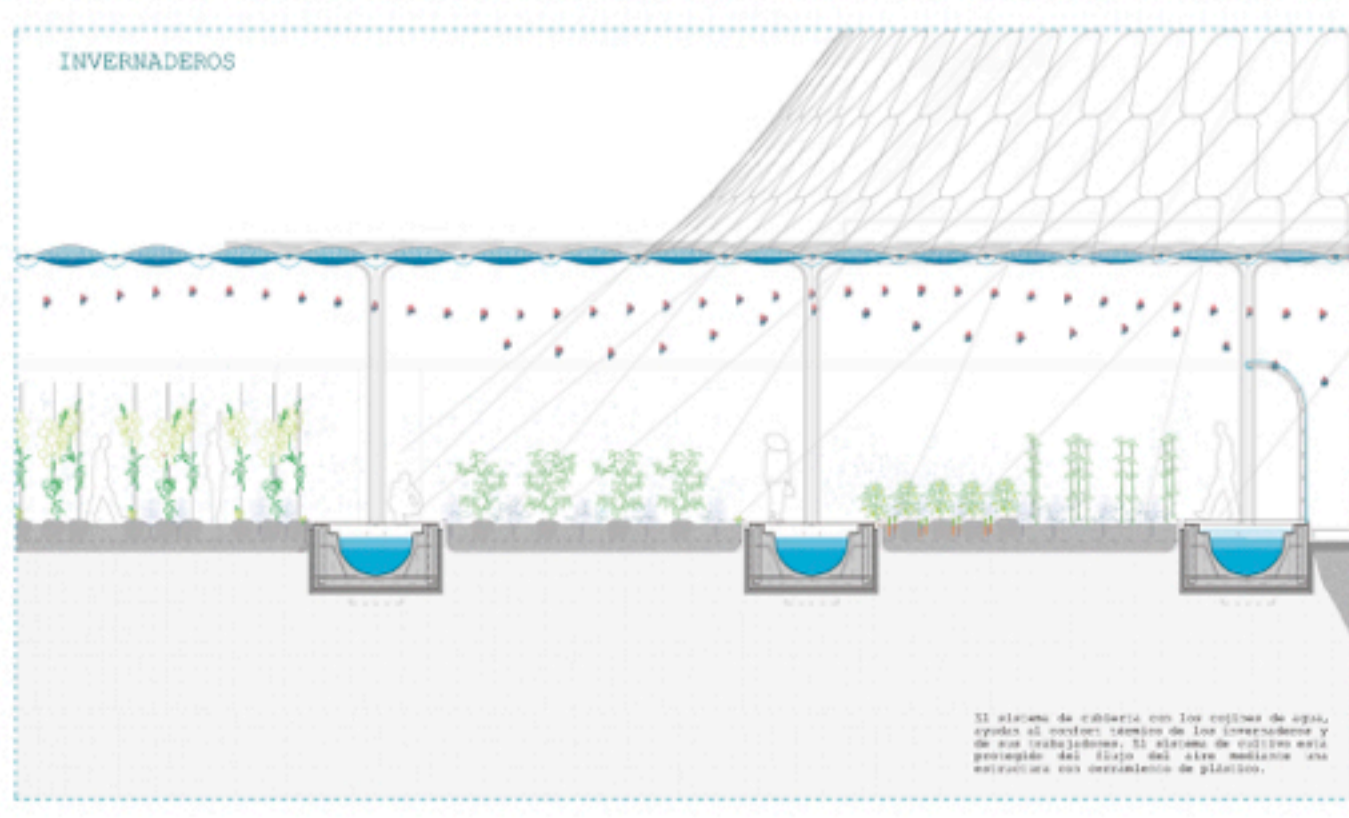 INVERNADEROS
El sistema de cubierta con los cojines de agua,
ayudan al confort térmico de los invernaderos y
de sus trabajadores. El sistema de cultivo está
protegido del flujo del aire mediante una
estructura con cerramiento de plástico.